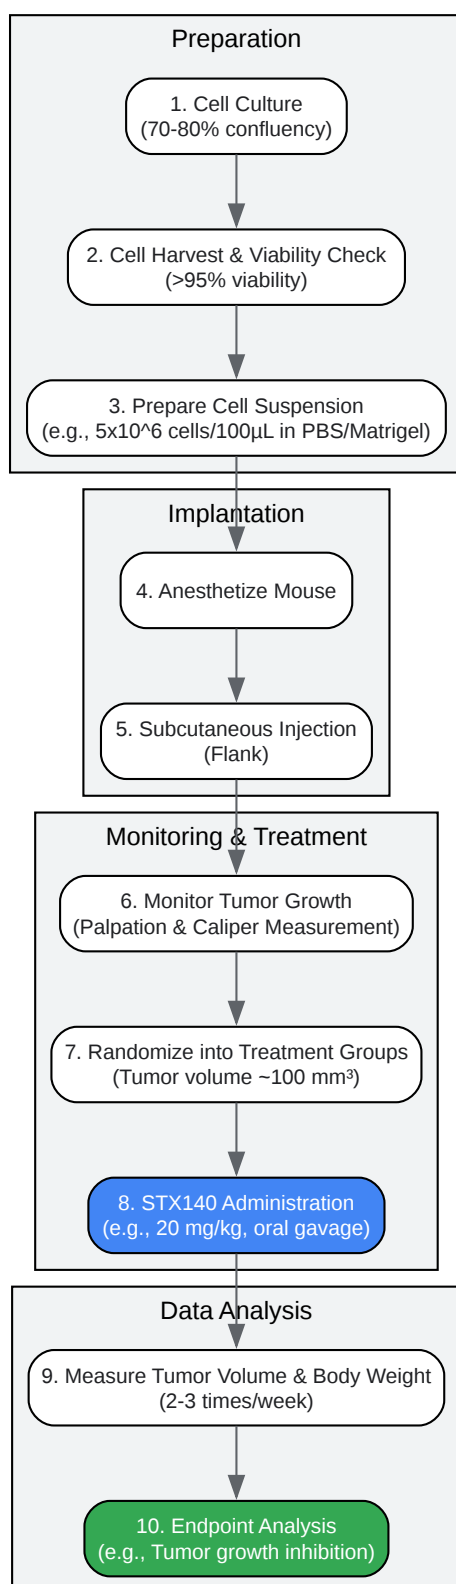 Preparation
1. Cell Culture
(70-80% confluency)
2. Cell Harvest & Viability Check
(>95% viability)
3. Prepare Cell Suspension
(e.g., 5x10^6 cells/100µL in PBS/Matrigel)
Implantation
4. Anesthetize Mouse
5. Subcutaneous Injection
(Flank)
Monitoring & Treatment
6. Monitor Tumor Growth
(Palpation & Caliper Measurement)
7. Randomize into Treatment Groups
(Tumor volume ~100 mm³)
8. STX140 Administration
(e.g., 20 mg/kg, oral gavage)
Data Analysis
9. Measure Tumor Volume & Body Weight
(2-3 times/week)
10. Endpoint Analysis
(e.g., Tumor growth inhibition)